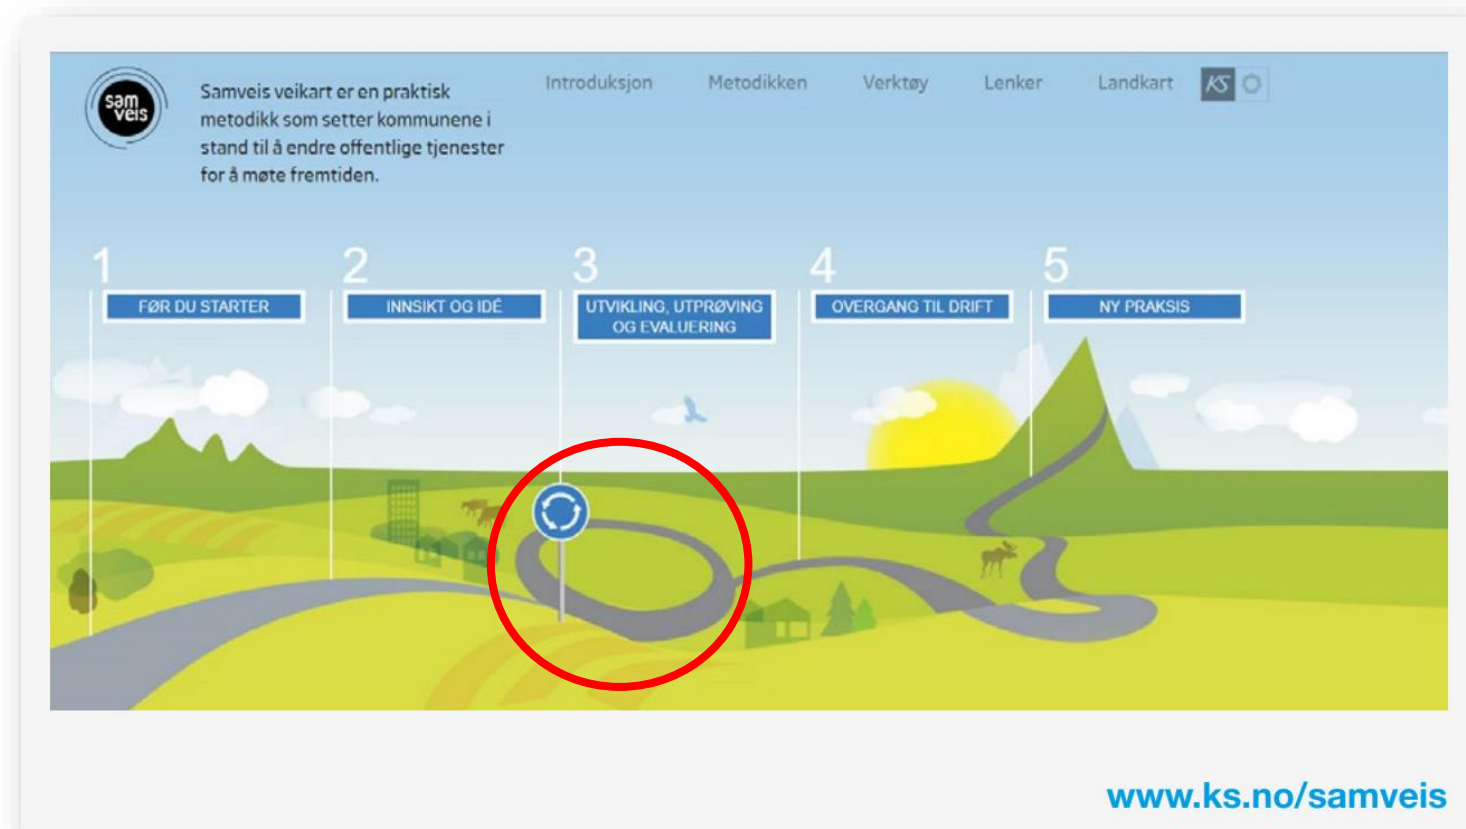 sam
veis
Samveis veikart er en praktisk
metodikk som setter kommunene i
stand til å endre offentlige tjenester
for å møte fremtiden.
Introduksjon Metodikken Verktøy Lenker Landkart KS
1 2 3 4 5
FØR DU STARTER
INNSIKT OG IDÉ
UTVIKLING, UTPRØVING
OG EVALUERING
OVERGANG TIL DRIFT
NY PRAKSIS
www.ks.no/samveis